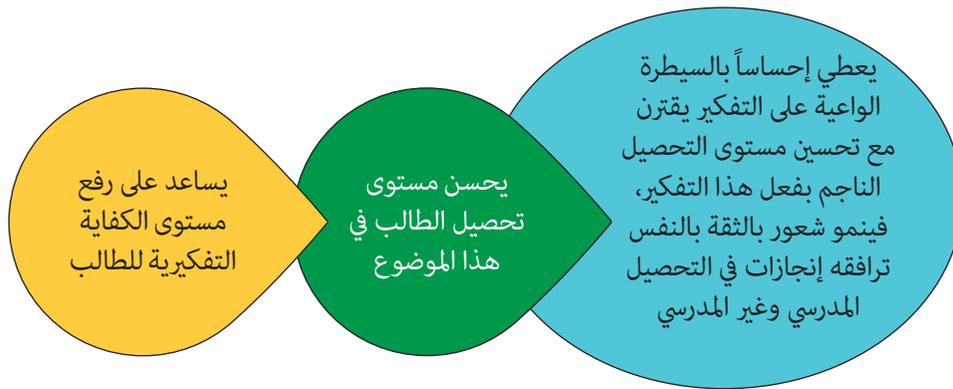 يعطي إحساساً بالسيطرة
الواعية على التفكير يقترن
مع تحسين مستوى التحصيل
الناجم بفعل هذا التفكير،
فينمو شعور بالثقة بالنفس
ترافقه إنجازات في التحصيل
المدرسي وغير المدرسي
يحسن مستوى
تحصيل الطالب في
هذا الموضوع
يساعد على رفع
مستوى الكفاية
التفكيرية للطالب